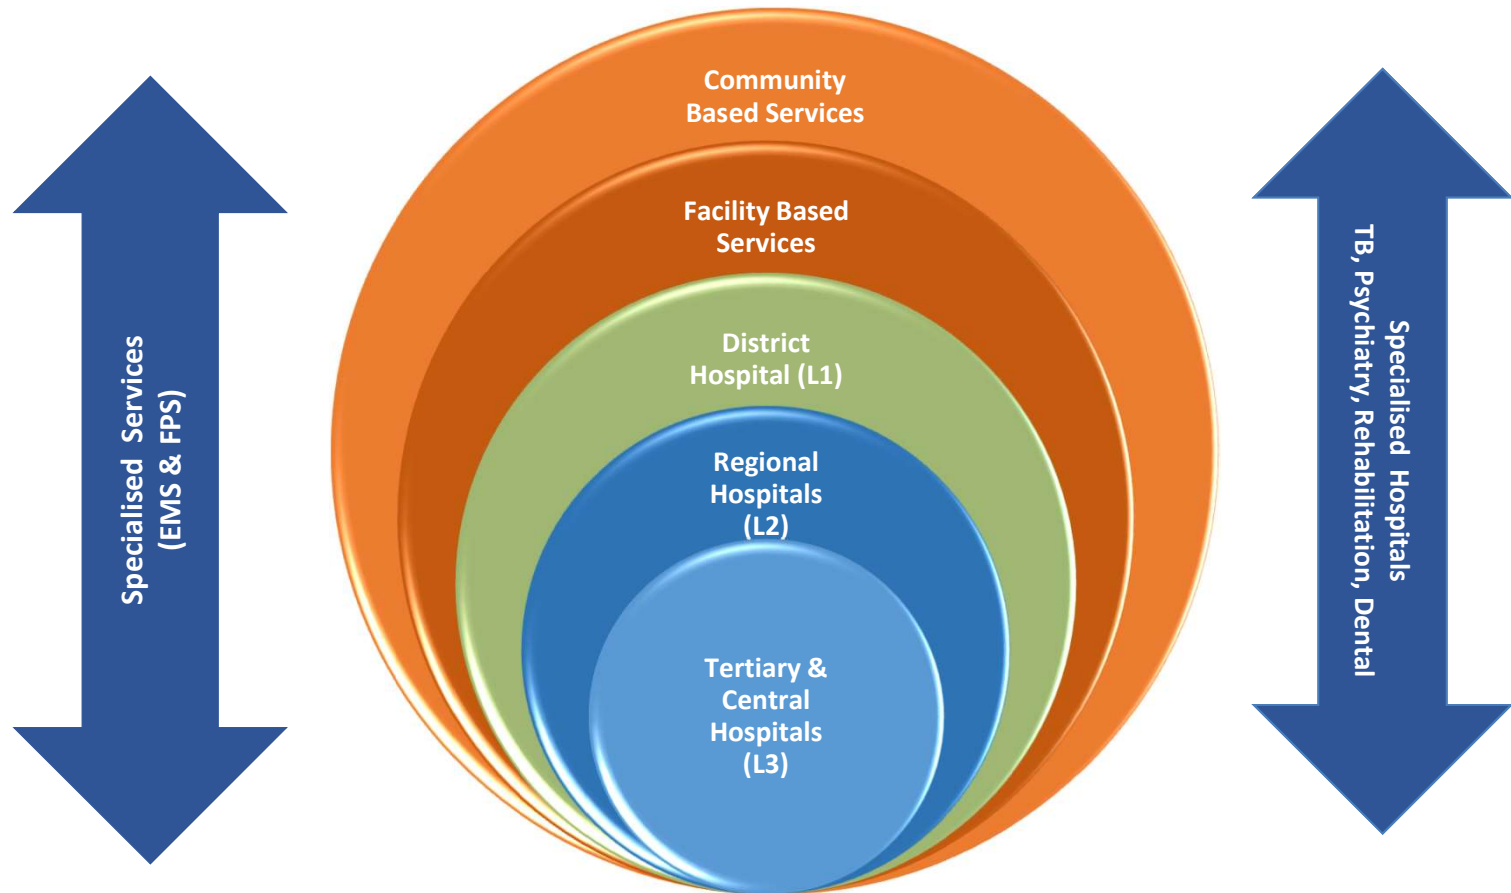 Community
Based Services
Facility Based
Services
District
Hospital (L1)
Regional
Hospitals
(L2)
Tertiary &
Central
Hospitals
(L3)
Specialised Services
(EMS & FPS)
Specialised Hospitals
TB, Psychiatry, Rehabilitation, Dental